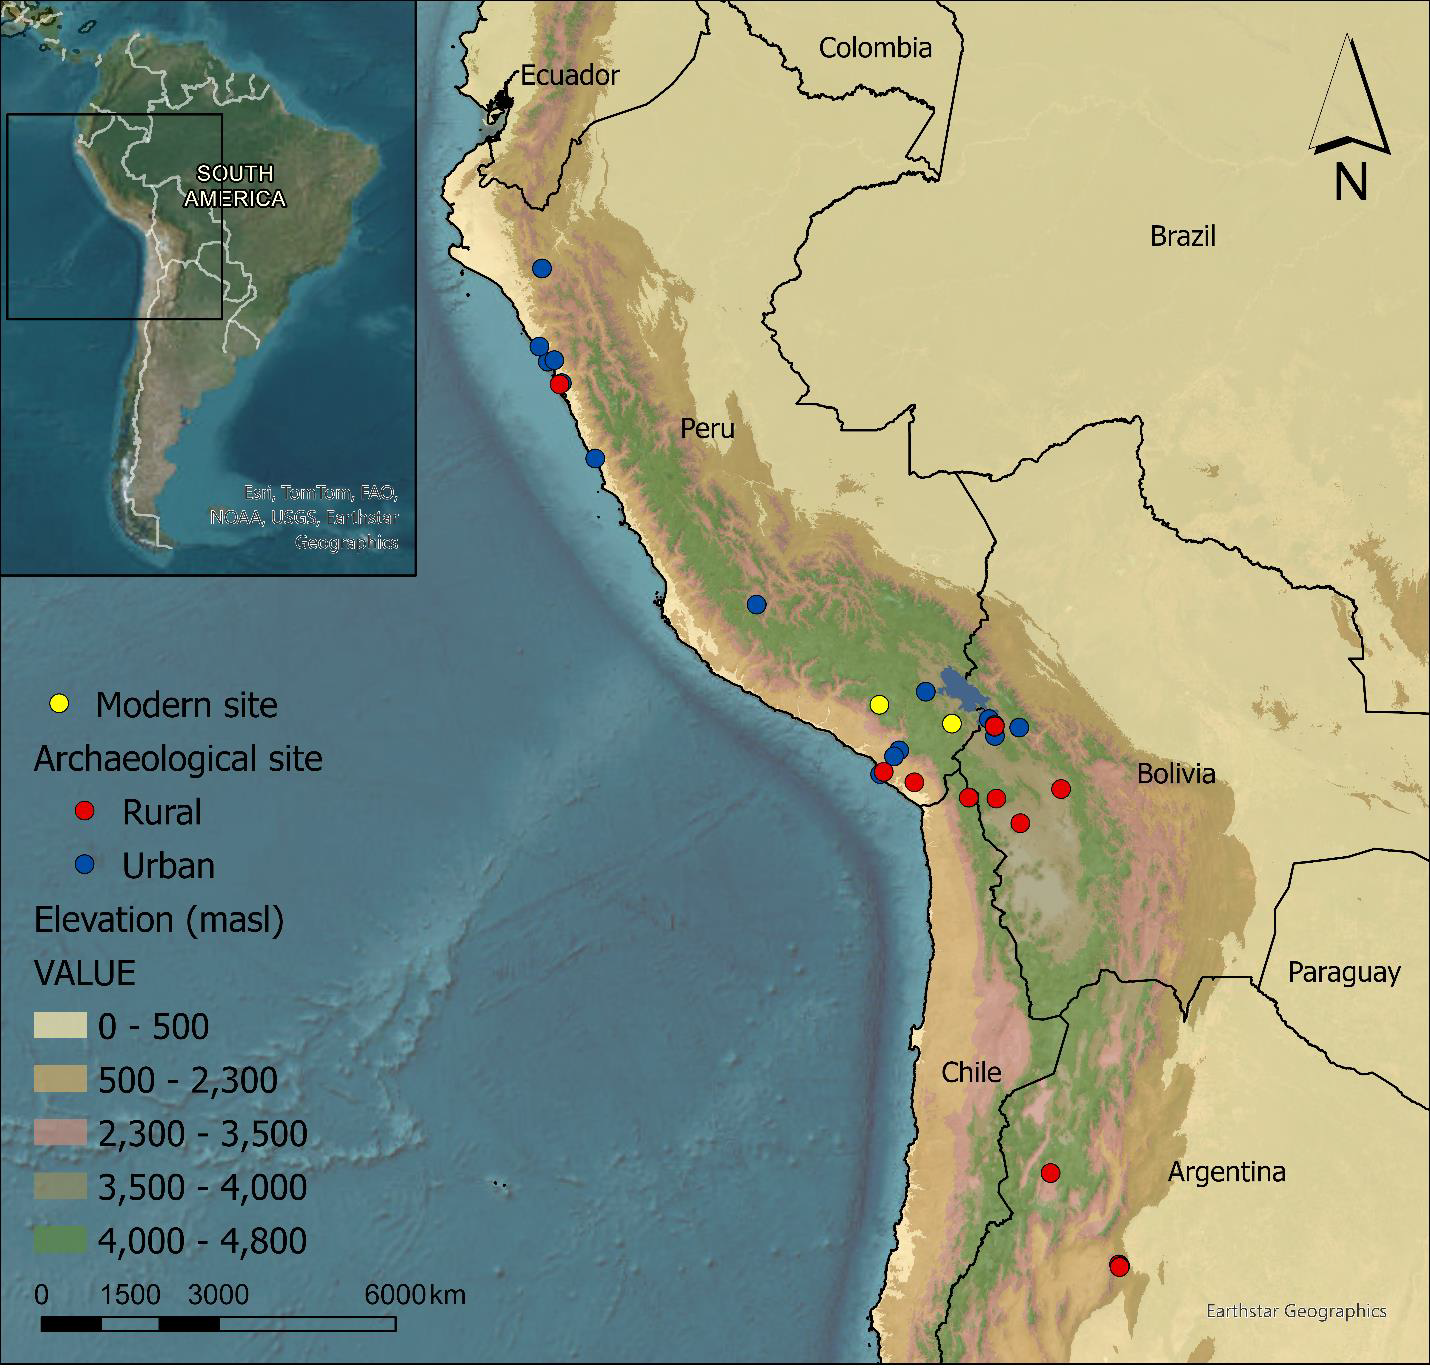 SOUTH
AMERICA
Esri, TomTom, FAO,
NOAA, USGS, Earthstar
Geographics
Ecuador
Colombia
N
Brazil
Peru
Bolivia
Paraguay
Chile
Argentina
Modern site
Archaeological site
Rural
Urban
Elevation (masl)
VALUE
0 - 500
500 - 2,300
2,300 - 3,500
3,500 - 4,000
4,000 - 4,800
0 1500 3000 6000 km
Earthstar Geographics